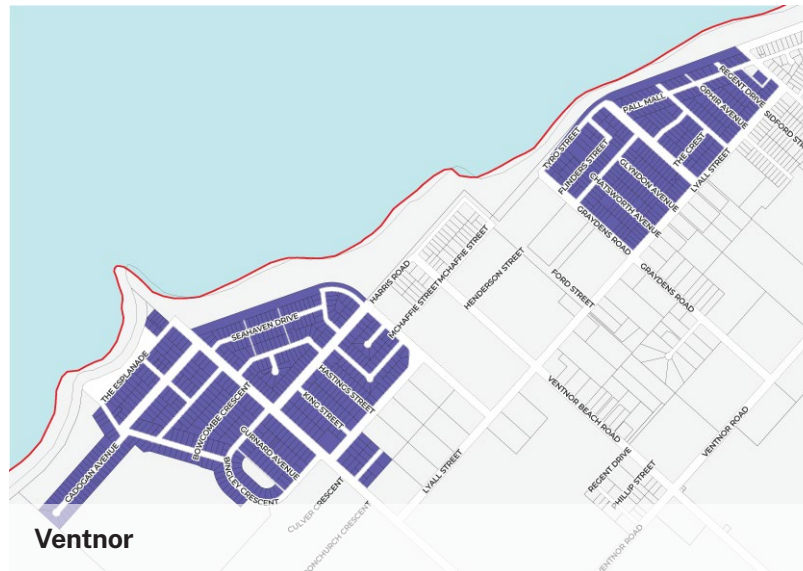 REGENT DRIVE
PALL MALL
OPHIR AVENUE
SIDFORD STR
TYRO STREET
THE CREST
FLINDERS STREET
GLYNDON AVENUE
LYALL STREET
CHATSWORTH AVENUE
GRAYDENS ROAD
HARRIS ROAD
MCHAFFIE STREET
MCHAFFIE STREET
HENDERSON STREET
FORD STREET
GRAYDENS ROAD
SEAHAVEN DRIVE
THE ESPLANADE
HASTINGS STREET
BOWCOMBE CRESCENT
KING STREET
VENTNOR BEACH ROAD
VENTNOR ROAD
GURNARD AVENUE
CADOGAN AVENUE
BINGLEY CRESCENT
LYALL STREET
REGENT DRIVE
PHILLIP STREET
CULVER CRESCENT
BONCHURCH CRESCENT
VENTNOR ROAD
Ventnor